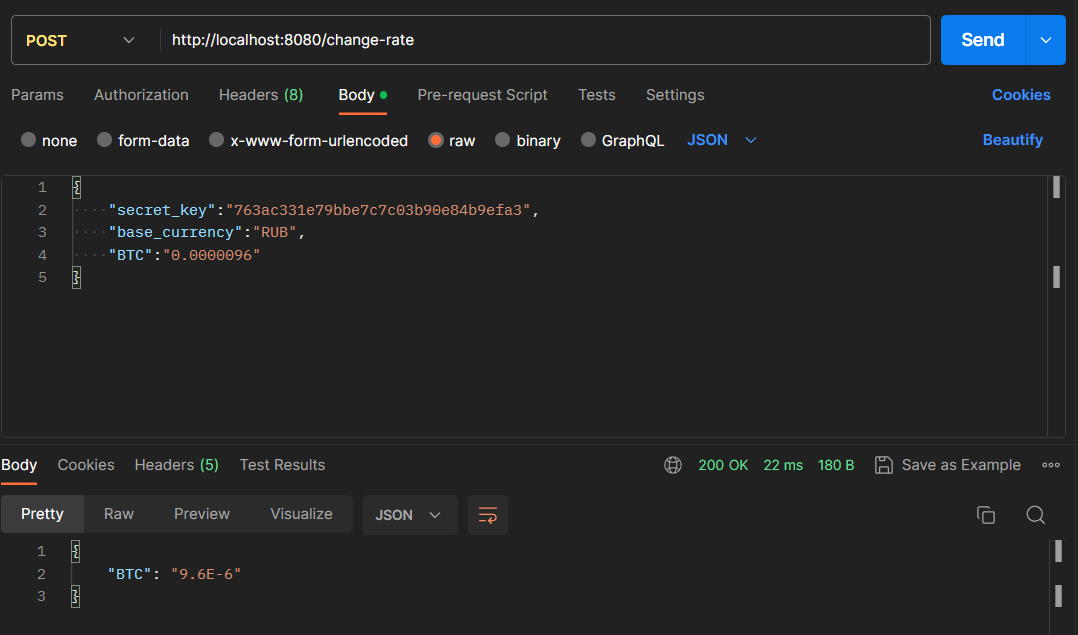 POST http://localhost:8080/change-rate Send
Params Authorization Headers (8) Body Pre-request Script Tests Settings Cookies
none form-data x-www-form-urlencoded raw binary GraphQL JSON Beautify
1 {
2 "secret_key":"763ac331e79bbe7c7c03b90e84b9efa3",
3 "base_currency":"RUB",
4 "BTC":"0.0000096"
5 }
Body Cookies Headers (5) Test Results 200 OK 22 ms 180 B Save as Example
Pretty Raw Preview Visualize JSON
1 {
2 "BTC": "9.6E-6"
3 }